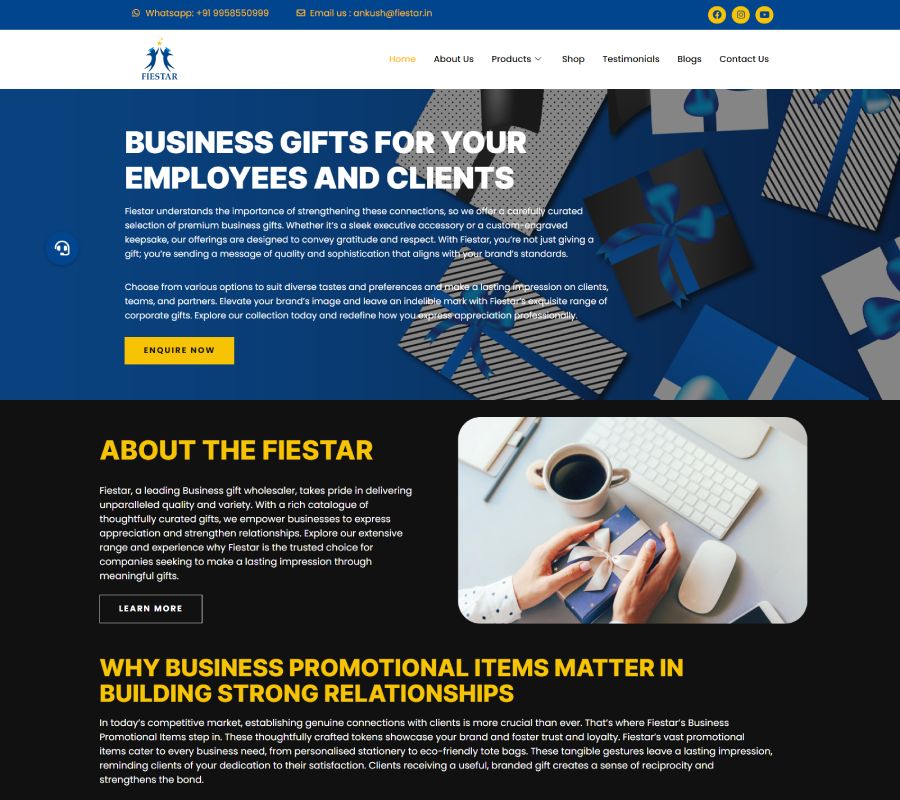 Whatsapp: +91 9958550999 Email us : ankush@fiestar.in
FIESTAR
Home About Us Products Shop Testimonials Blogs Contact Us
BUSINESS GIFTS FOR YOUR
EMPLOYEES AND CLIENTS
Fiestar understands the importance of strengthening these connections, so we offer a carefully curated
selection of premium business gifts. Whether it's a sleek executive accessory or a custom-engraved
keepsake, our offerings are designed to convey gratitude and respect. With Fiestar, you're not just giving a
gift; you're sending a message of quality and sophistication that aligns with your brand's standards.
Choose from various options to suit diverse tastes and preferences and make a lasting impression on clients,
teams, and partners. Elevate your brand's image and leave an indelible mark with Fiestar's exquisite range of
corporate gifts. Explore our collection today and redefine how you express appreciation professionally.
ENQUIRE NOW
ABOUT THE FIESTAR
Fiestar, a leading Business gift wholesaler, takes pride in delivering
unparalleled quality and variety. With a rich catalogue of
thoughtfully curated gifts, we empower businesses to express
appreciation and strengthen relationships. Explore our extensive
range and experience why Fiestar is the trusted choice for
companies seeking to make a lasting impression through
meaningful gifts.
LEARN MORE
WHY BUSINESS PROMOTIONAL ITEMS MATTER IN
BUILDING STRONG RELATIONSHIPS
In today's competitive market, establishing genuine connections with clients is more crucial than ever. That's where Fiestar's Business
Promotional Items step in. These thoughtfully crafted tokens showcase your brand and foster trust and loyalty. Fiestar's vast promotional
items cater to every business need, from personalised stationery to eco-friendly tote bags. These tangible gestures leave a lasting impression,
reminding clients of your dedication to their satisfaction. Clients receiving a useful, branded gift creates a sense of reciprocity and
strengthens the bond.